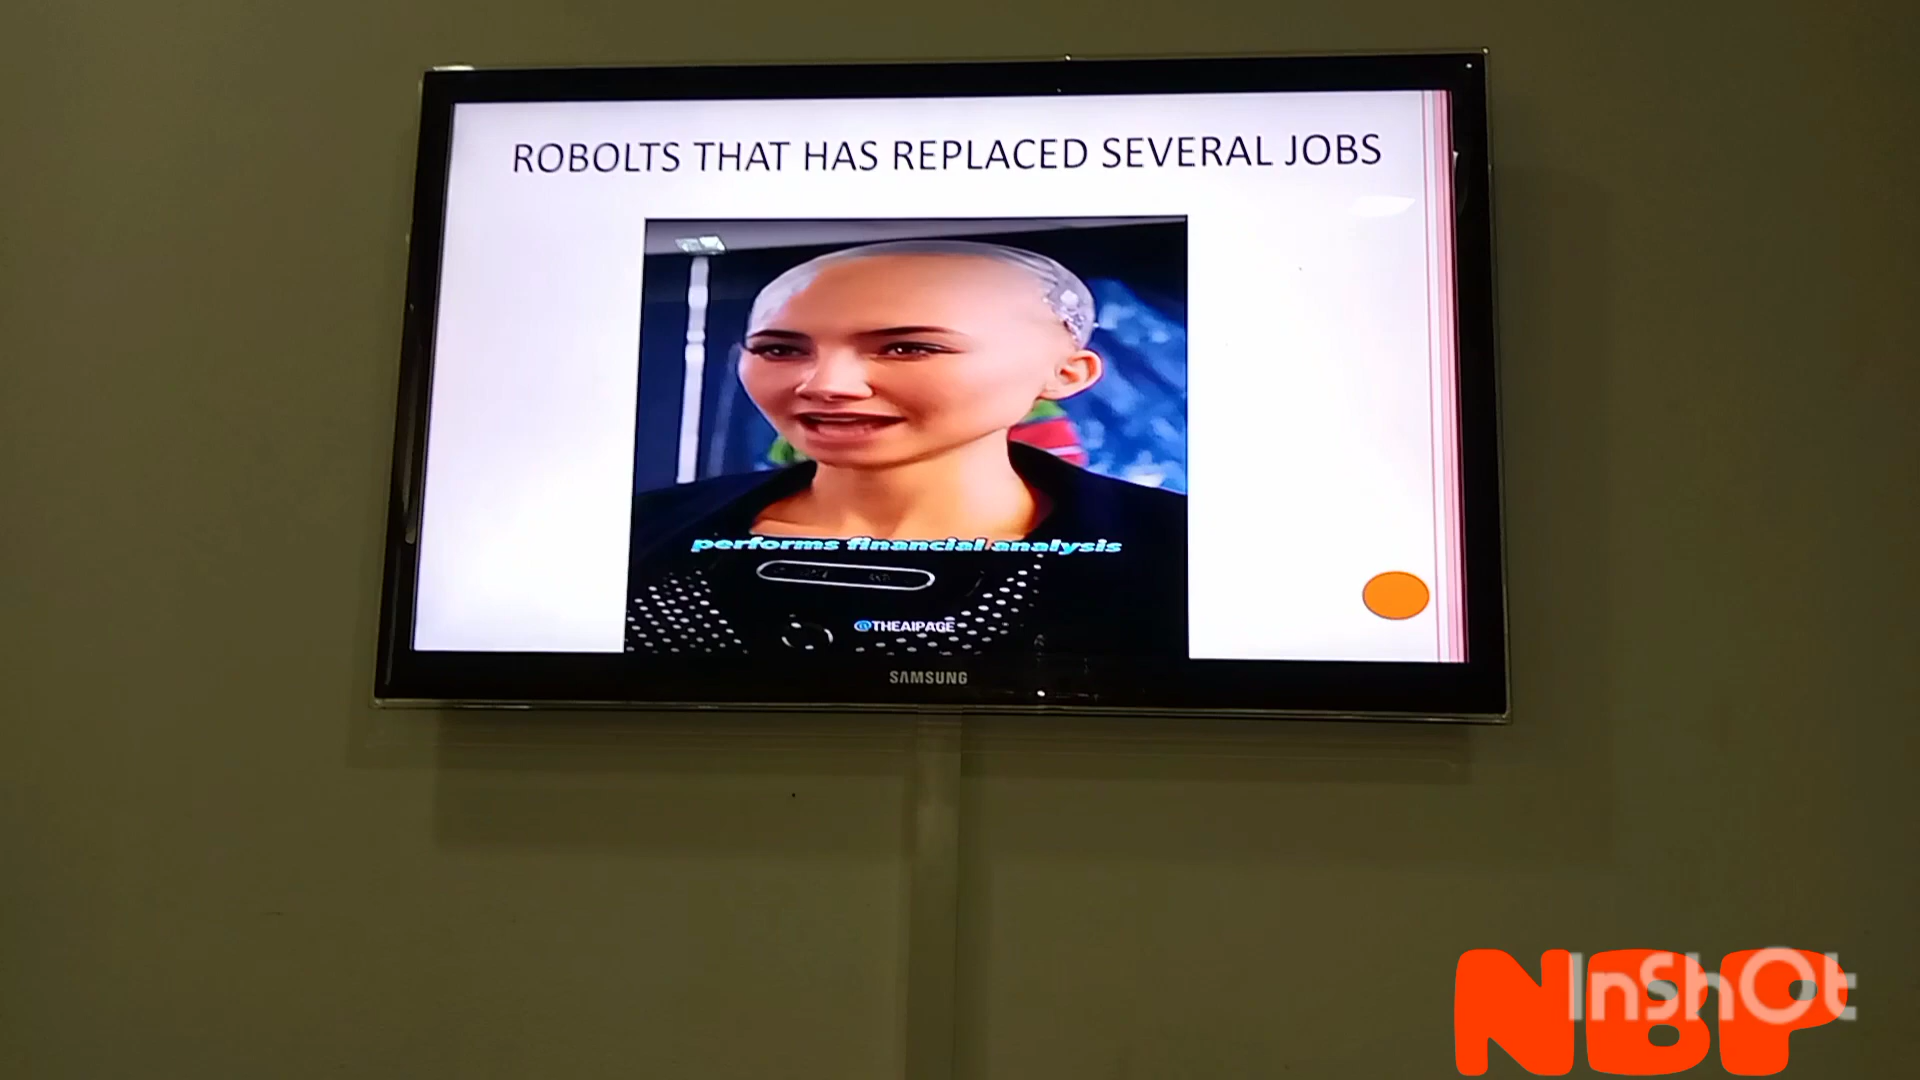 ROBOLTS THAT HAS REPLACED SEVERAL JOBS
performs financial analysis
@THEAIPAGE
SAMSUNG
NBP
InShOt